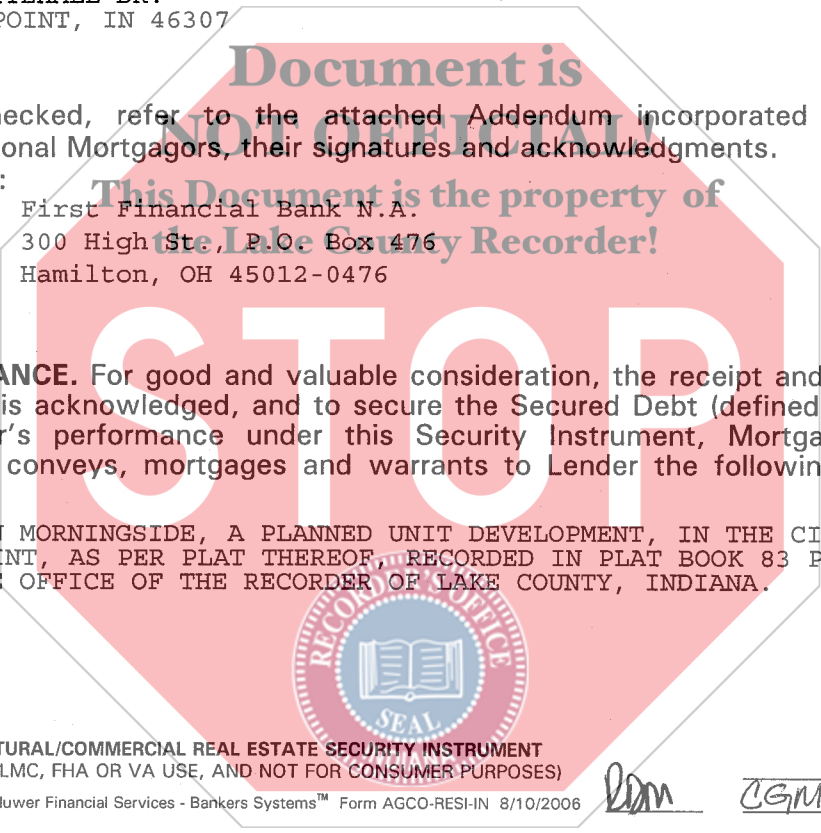 POINT, IN 46307
Document is
NOT OFFICIAL
This Document is the property of
the Lake County Recorder!
hecked, refer to the attached Addendum incorporated
onal Mortgagors, their signatures and acknowledgments.
:
First Financial Bank N.A.
300 High St., P.O. Box 476
Hamilton, OH 45012-0476
STOP
ANCE. For good and valuable consideration, the receipt and
is acknowledged, and to secure the Secured Debt (defined
r's performance under this Security Instrument, Mortga
conveys, mortgages and warrants to Lender the followin
N MORNINGSIDE, A PLANNED UNIT DEVELOPMENT, IN THE CI
INT, AS PER PLAT THEREOF, RECORDED IN PLAT BOOK 83 P
E OFFICE OF THE RECORDER OF LAKE COUNTY, INDIANA.
RECORDER'S OFFICE
SEAL
INDIANA
TURAL/COMMERCIAL REAL ESTATE SECURITY INSTRUMENT
LMC, FHA OR VA USE, AND NOT FOR CONSUMER PURPOSES)
luwer Financial Services - Bankers Systems™ Form AGCO-RESI-IN 8/10/2006
RDM CGM